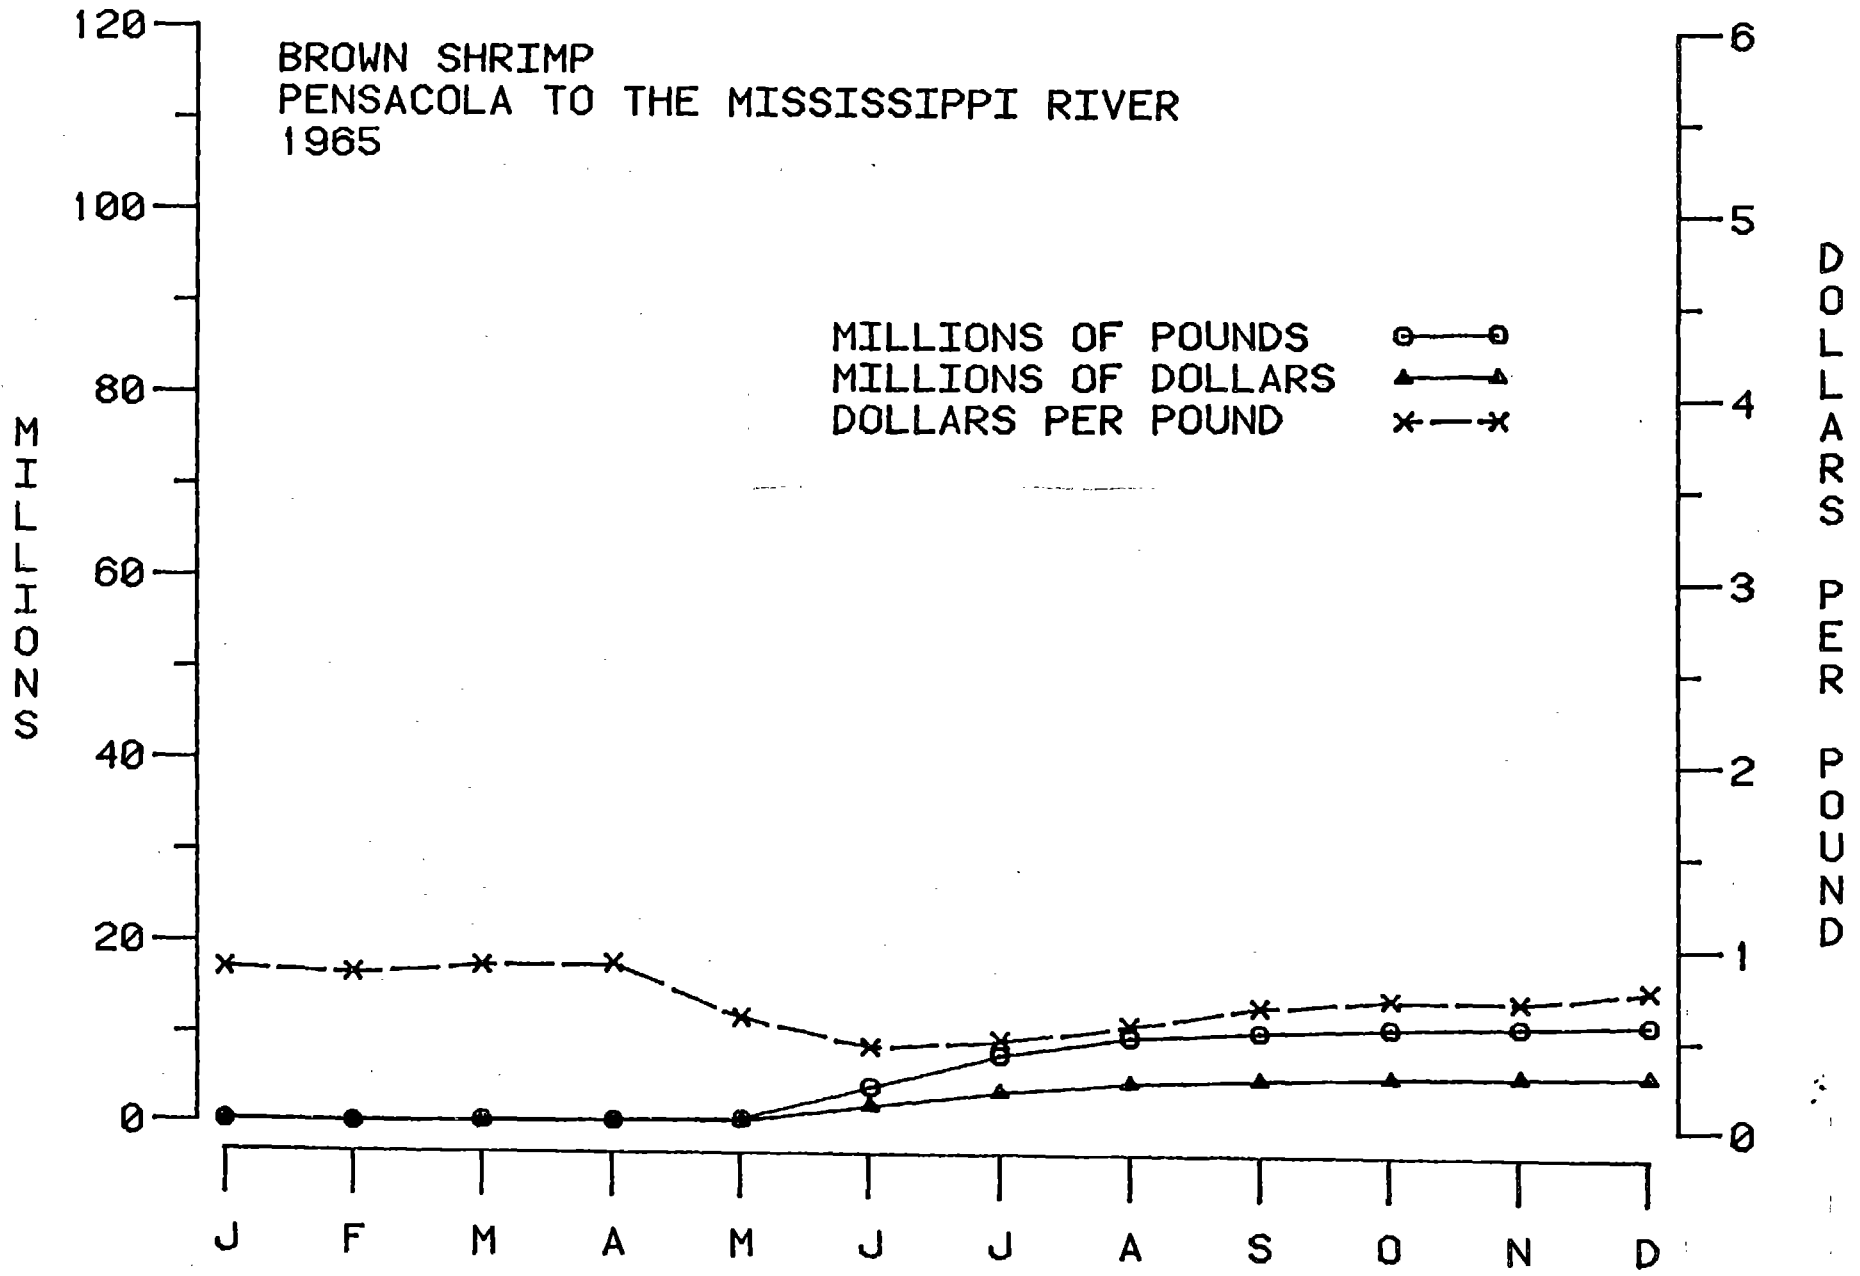 BROWN SHRIMP
PENSACOLA TO THE MISSISSIPPI RIVER
1965
MILLIONS OF POUNDS
MILLIONS OF DOLLARS
DOLLARS PER POUND
MILLIONS
120
100
80
60
40
20
0
6
5
4
3
2
1
0
DOLLARS PER POUND
J F M A M J J A S O N D